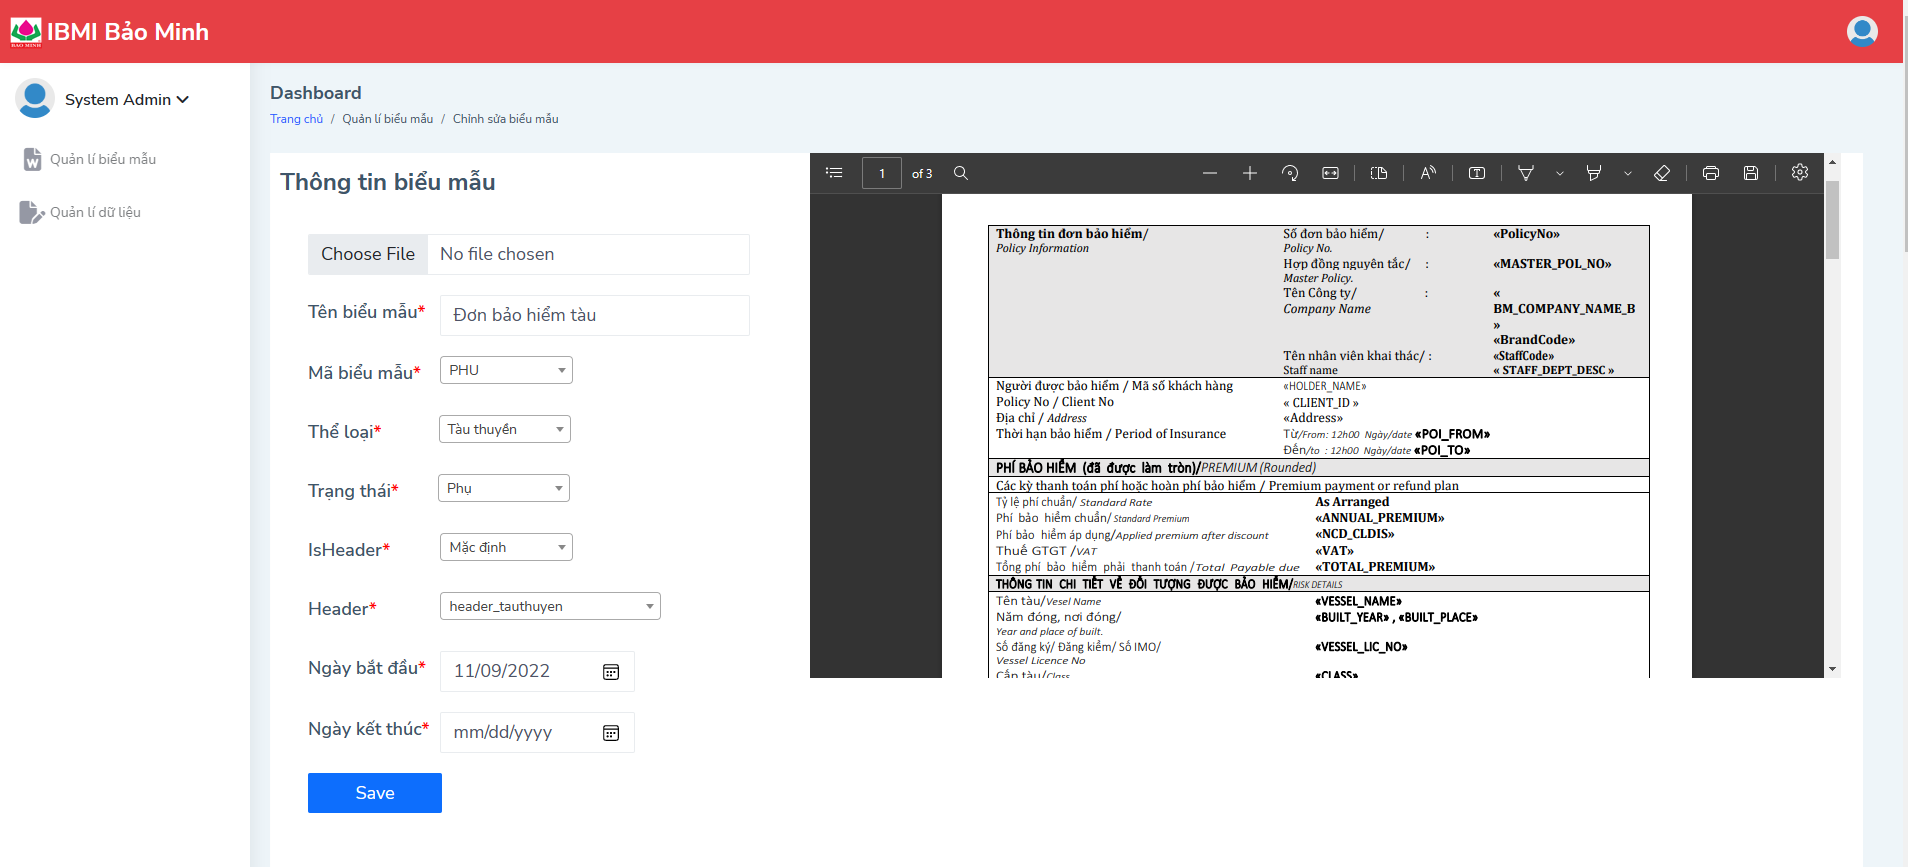 BAO MINH
IBMI Bảo Minh
System Admin
Quản lí biểu mẫu
Quản lí dữ liệu
Dashboard
Trang chủ / Quản lí biểu mẫu / Chỉnh sửa biểu mẫu
Thông tin biểu mẫu
Choose File No file chosen
Tên biểu mẫu* Đơn bảo hiểm tàu
Mã biểu mẫu* PHU
Thể loại* Tàu thuyền
Trạng thái* Phụ
IsHeader* Mặc định
Header* header_tauthuyen
Ngày bắt đầu* 11/09/2022
Ngày kết thúc* mm/dd/yyyy
Save
1 of 3
Thông tin đơn bảo hiểm/ Số đơn bảo hiểm/ : «PolicyNo»
Policy Information Policy No.
Hợp đồng nguyên tắc/ : «MASTER_POL_NO»
Master Policy.
Tên Công ty/ : «
Company Name BM_COMPANY_NAME_B
»
«BrandCode»
Tên nhân viên khai thác/ : «StaffCode»
Staff name « STAFF_DEPT_DESC »
Người được bảo hiểm / Mã số khách hàng «HOLDER_NAME»
Policy No / Client No « CLIENT_ID »
Địa chỉ / Address «Address»
Thời hạn bảo hiểm / Period of Insurance Từ/From: 12h00 Ngày/date «POI_FROM»
Đến/to : 12h00 Ngày/date «POI_TO»
PHÍ BẢO HIỂM (đã được làm tròn)/PREMIUM (Rounded)
Các kỳ thanh toán phí hoặc hoàn phí bảo hiểm / Premium payment or refund plan
Tỷ lệ phí chuẩn/ Standard Rate As Arranged
Phí bảo hiểm chuẩn/ Standard Premium «ANNUAL_PREMIUM»
Phí bảo hiểm áp dụng/Applied premium after discount «NCD_CLDIS»
Thuế GTGT /VAT «VAT»
Tổng phí bảo hiểm phải thanh toán /Total Payable due «TOTAL_PREMIUM»
THÔNG TIN CHI TIẾT VỀ ĐỐI TƯỢNG ĐƯỢC BẢO HIỂM/RISK DETAILS
Tên tàu/Vesel Name «VESSEL_NAME»
Năm đóng, nơi đóng/ «BUILT_YEAR» , «BUILT_PLACE»
Year and place of built.
Số đăng ký/ Đăng kiểm/ Số IMO/ «VESSEL_LIC_NO»
Vessel Licence No
Cấp tàu/Class «CLASS»